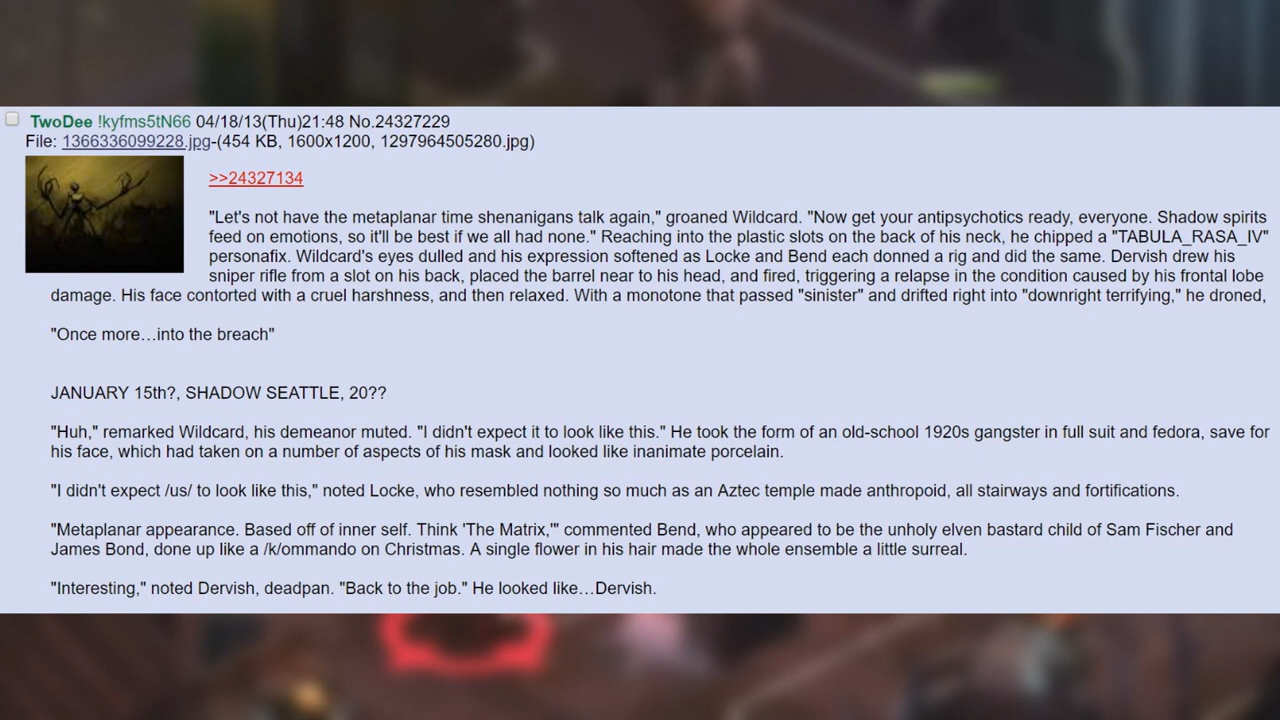 TwoDee !kyfms5tN66 04/18/13(Thu)21:48 No.24327229
File: 1366336099228.jpg-(454 KB, 1600x1200, 1297964505280.jpg)
>>24327134
"Let's not have the metaplanar time shenanigans talk again," groaned Wildcard. "Now get your antipsychotics ready, everyone. Shadow spirits
feed on emotions, so it'll be best if we all had none." Reaching into the plastic slots on the back of his neck, he chipped a "TABULA_RASA_IV"
personafix. Wildcard's eyes dulled and his expression softened as Locke and Bend each donned a rig and did the same. Dervish drew his
sniper rifle from a slot on his back, placed the barrel near to his head, and fired, triggering a relapse in the condition caused by his frontal lobe
damage. His face contorted with a cruel harshness, and then relaxed. With a monotone that passed "sinister" and drifted right into "downright terrifying," he droned,
"Once more…into the breach"
JANUARY 15th?, SHADOW SEATTLE, 20??
"Huh," remarked Wildcard, his demeanor muted. "I didn't expect it to look like this." He took the form of an old-school 1920s gangster in full suit and fedora, save for
his face, which had taken on a number of aspects of his mask and looked like inanimate porcelain.
"I didn't expect /us/ to look like this," noted Locke, who resembled nothing so much as an Aztec temple made anthropoid, all stairways and fortifications.
"Metaplanar appearance. Based off of inner self. Think 'The Matrix,'" commented Bend, who appeared to be the unholy elven bastard child of Sam Fischer and
James Bond, done up like a /k/ommando on Christmas. A single flower in his hair made the whole ensemble a little surreal.
"Interesting," noted Dervish, deadpan. "Back to the job." He looked like…Dervish.